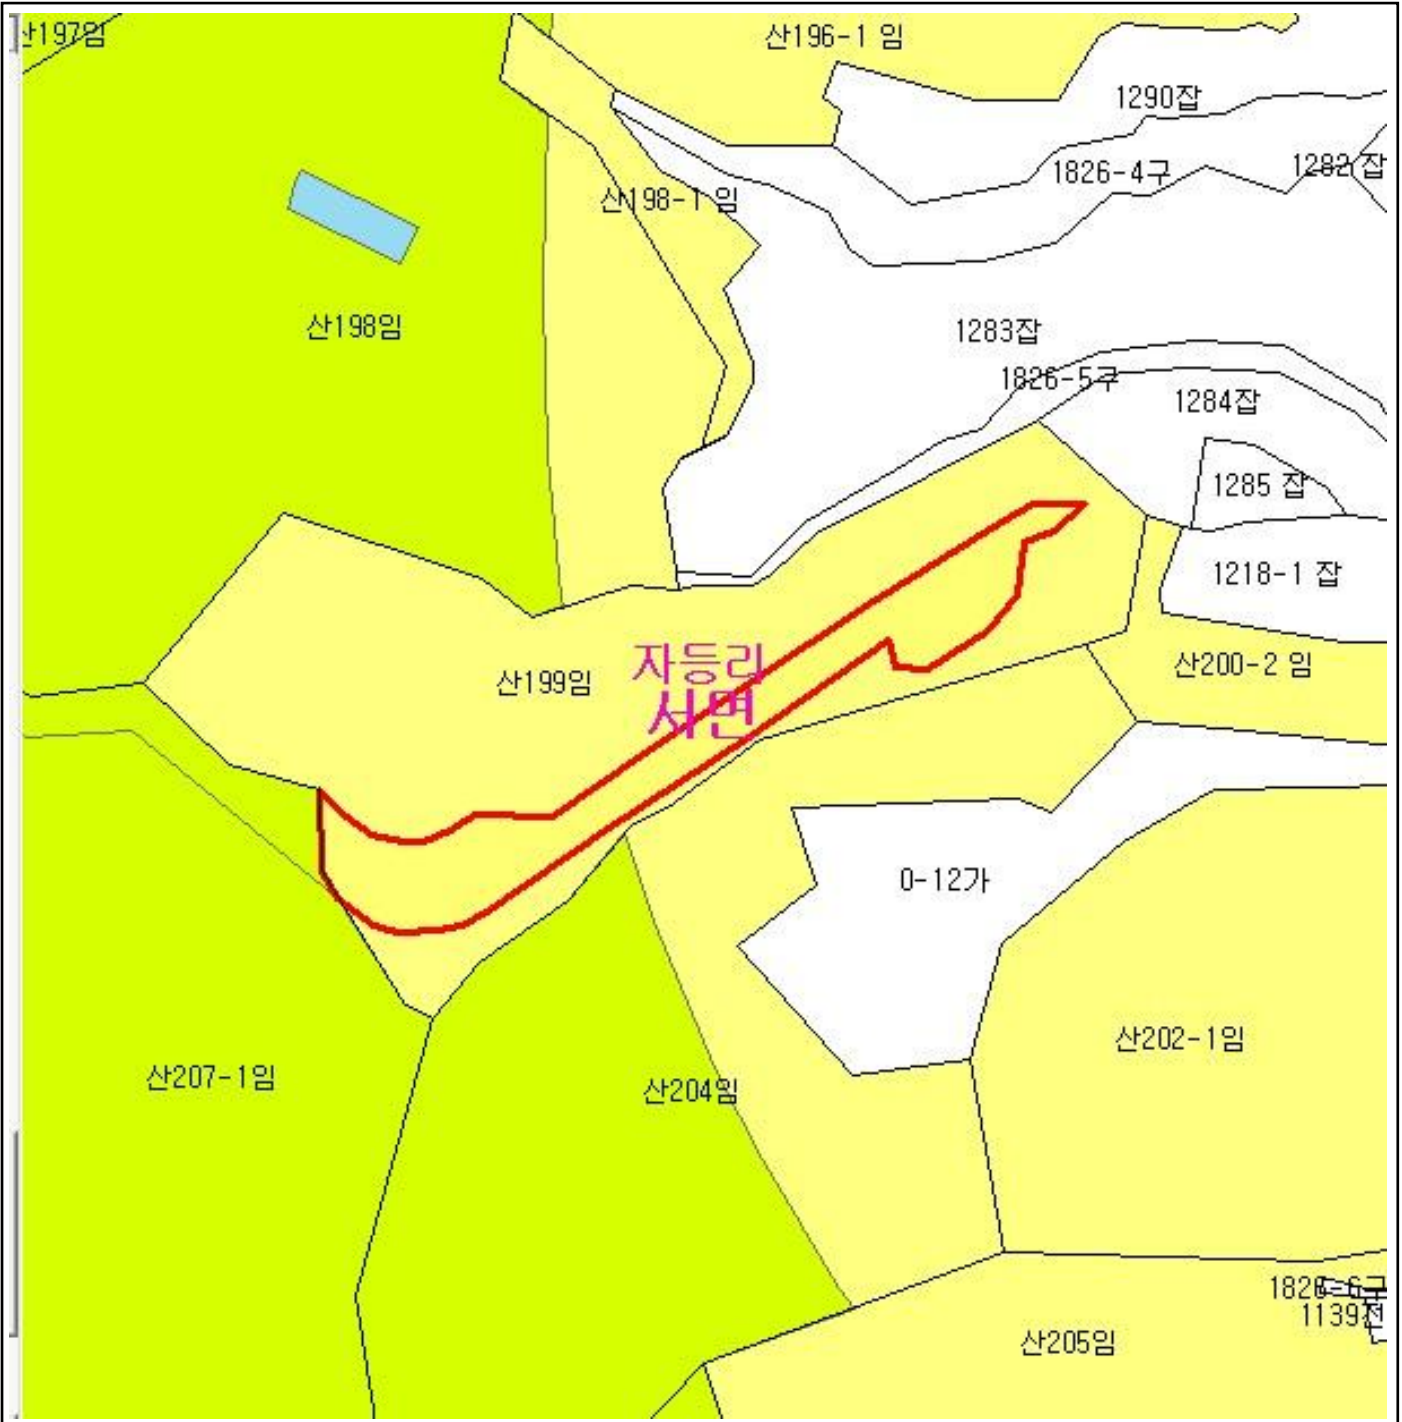 산197임
산196-1 임
1290잡
1826-4구
1282 잡
산198-1 임
산198임
1283잡
1826-5구
1284잡
1285 잡
1218-1 잡
자등리
산199임
산200-2 임
서면
0-12가
산202-1임
산207-1임
산204임
1826-6구
1139전
산205임